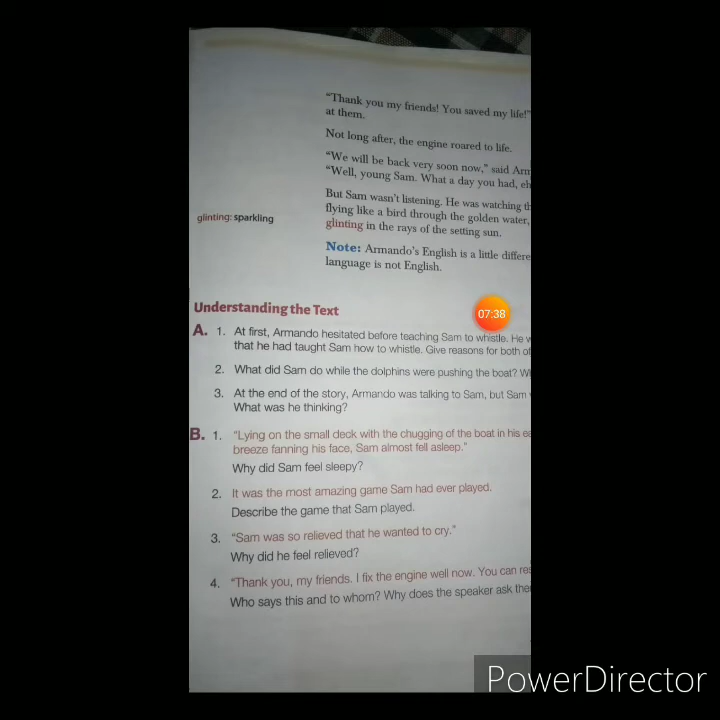 "Thank you my friends! You saved my life!"
at them.
Not long after, the engine roared to life.
"We will be back very soon now," said Arm
"Well, young Sam. What a day you had, eh
But Sam wasn't listening. He was watching th
flying like a bird through the golden water,
glinting: sparkling
glinting in the rays of the setting sun.
Note: Armando's English is a little differe
language is not English.
Understanding the Text
07:38
A. 1. At first, Armando hesitated before teaching Sam to whistle. He w
that he had taught Sam how to whistle. Give reasons for both of
2. What did Sam do while the dolphins were pushing the boat? W
3. At the end of the story, Armando was talking to Sam, but Sam
What was he thinking?
B. 1. "Lying on the small deck with the chugging of the boat in his ea
breeze fanning his face, Sam almost fell asleep."
Why did Sam feel sleepy?
2. It was the most amazing game Sam had ever played.
Describe the game that Sam played.
3. "Sam was so relieved that he wanted to cry."
Why did he feel relieved?
4. "Thank you, my friends. I fix the engine well now. You can res
Who says this and to whom? Why does the speaker ask the
PowerDirector